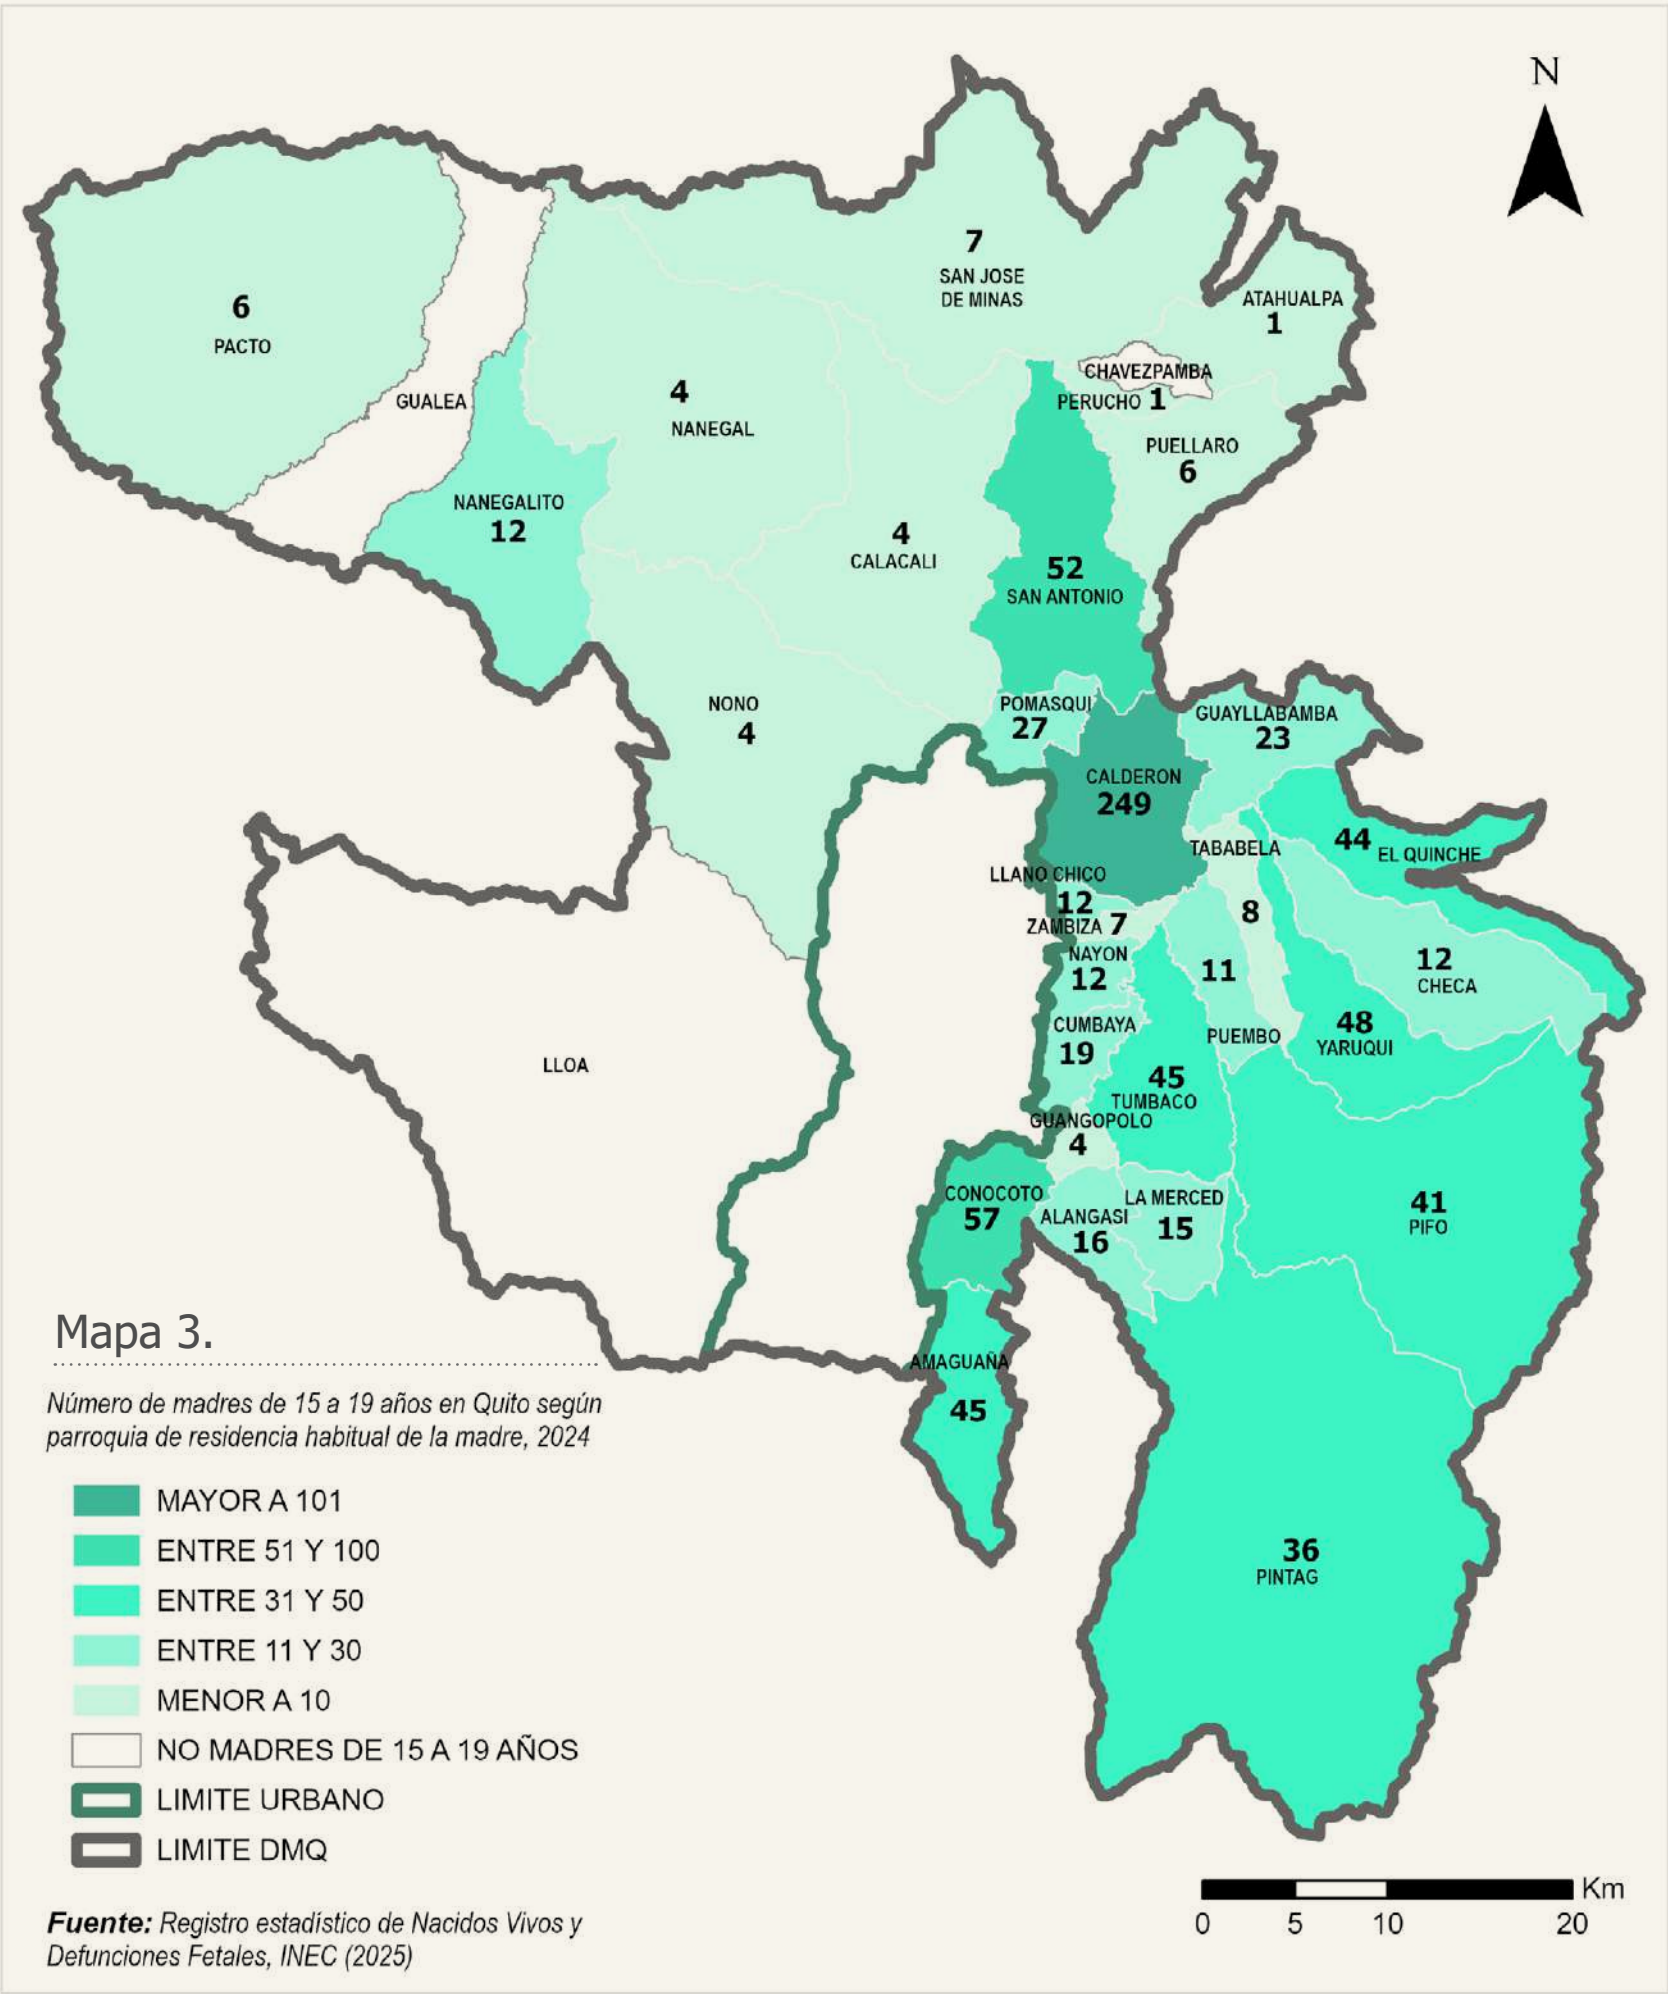 N
7
SAN JOSE
DE MINAS
ATAHUALPA
1
6
PACTO
CHAVEZPAMBA
PERUCHO 1
GUALEA
4
NANEGAL
PUELLARO
6
NANEGALITO
12
4
CALACALI
52
SAN ANTONIO
NONO
4
POMASQUI
27
GUAYLLABAMBA
23
CALDERON
249
44 EL QUINCHE
TABABELA
8
LLANO CHICO
12
ZAMBIZA 7
NAYON
12
11
PUEMBO
12
CHECA
CUMBAYA
19
48
YARUQUI
LLOA
45
TUMBACO
GUANGOPOLO
4
CONOCOTO
57
ALANGASI
16
LA MERCED
15
41
PIFO
AMAGUAÑA
45
36
PINTAG
Mapa 3.
Número de madres de 15 a 19 años en Quito según
parroquia de residencia habitual de la madre, 2024
MAYOR A 101
ENTRE 51 Y 100
ENTRE 31 Y 50
ENTRE 11 Y 30
MENOR A 10
NO MADRES DE 15 A 19 AÑOS
LIMITE URBANO
LIMITE DMQ
Fuente: Registro estadístico de Nacidos Vivos y
Defunciones Fetales, INEC (2025)
Km
0 5 10 20